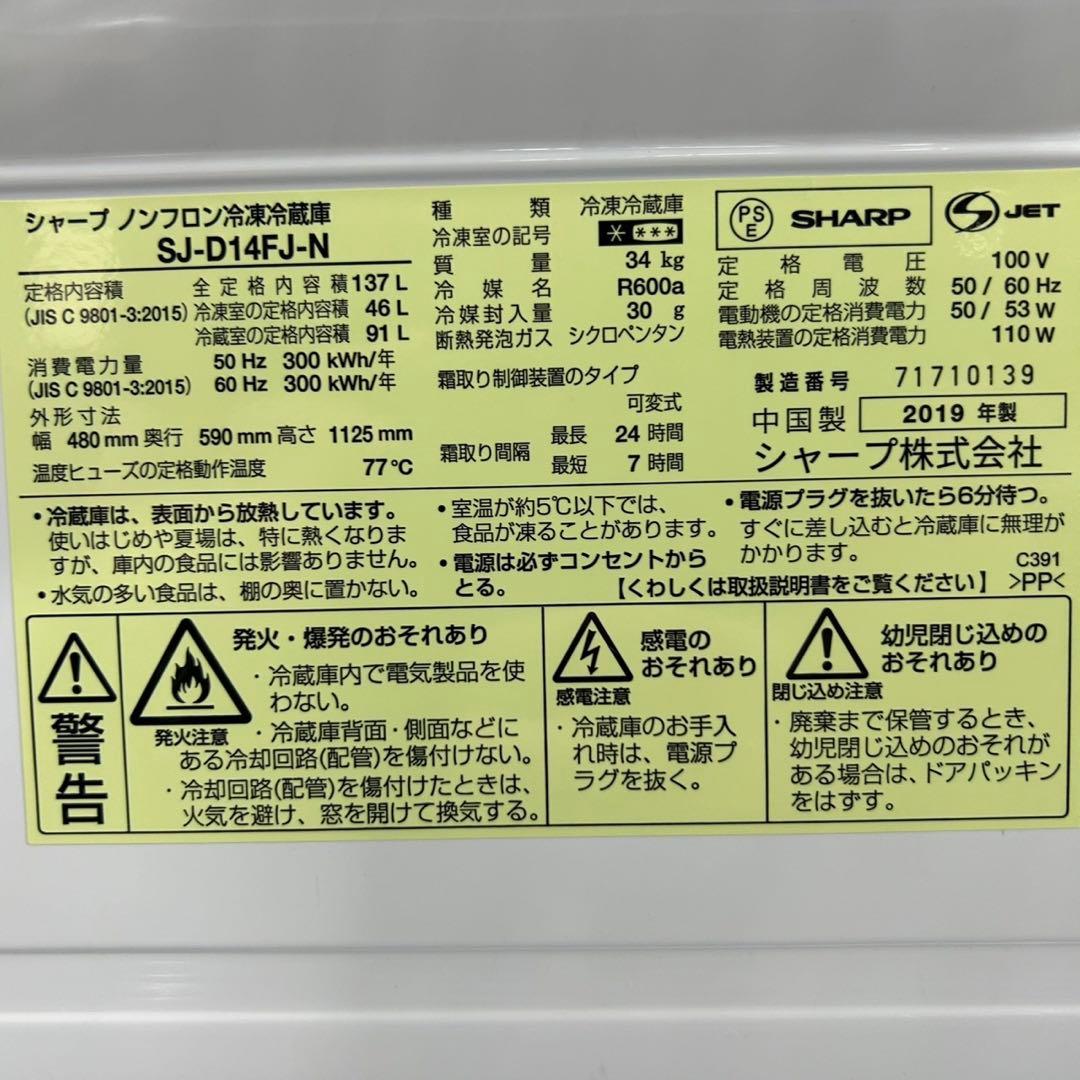 シャープ ノンフロン冷凍冷蔵庫
SJ-D14FJ-N
定格内容積 全定格内容積 137 L
(JIS C 9801-3:2015) 冷凍室の定格内容積 46 L
冷蔵室の定格内容積 91 L
消費電力量 50 Hz 300 kWh/年
(JIS C 9801-3:2015) 60 Hz 300 kWh/年
外形寸法
幅 480 mm 奥行 590 mm 高さ 1125 mm
温度ヒューズの定格動作温度 77℃
種類 冷凍冷蔵庫
冷凍室の記号 * ***
質量 34 kg
冷媒名 R600a
冷媒封入量 30 g
断熱発泡ガス シクロペンタン
霜取り制御装置のタイプ
可変式
霜取り間隔 最長 24 時間
最短 7 時間
PSE SHARP S JET
定格電圧 100 V
定格周波数 50 / 60 Hz
電動機の定格消費電力 50 / 53 W
電熱装置の定格消費電力 110 W
製造番号 71710139
中国製 2019 年製
シャープ株式会社
・冷蔵庫は、表面から放熱しています。
使いはじめや夏場は、特に熱くなりま
すが、庫内の食品には影響ありません。
・水気の多い食品は、棚の奥に置かない。
・室温が約5℃以下では、
食品が凍ることがあります。
・電源は必ずコンセントから
とる。
・電源プラグを抜いたら6分待つ。
すぐに差し込むと冷蔵庫に無理が
かかります。
C391
【くわしくは取扱説明書をご覧ください】 >PP<
警告
発火注意
発火・爆発のおそれあり
・冷蔵庫内で電気製品を使
わない。
・冷蔵庫背面・側面などに
ある冷却回路(配管)を傷付けない。
・冷却回路(配管)を傷付けたときは、
火気を避け、窓を開けて換気する。
感電注意
感電の
おそれあり
・冷蔵庫のお手入
れ時は、電源プ
ラグを抜く。
閉じ込め注意
幼児閉じ込めの
おそれあり
・廃棄まで保管するとき、
幼児閉じ込めのおそれが
ある場合は、ドアパッキン
をはずす。